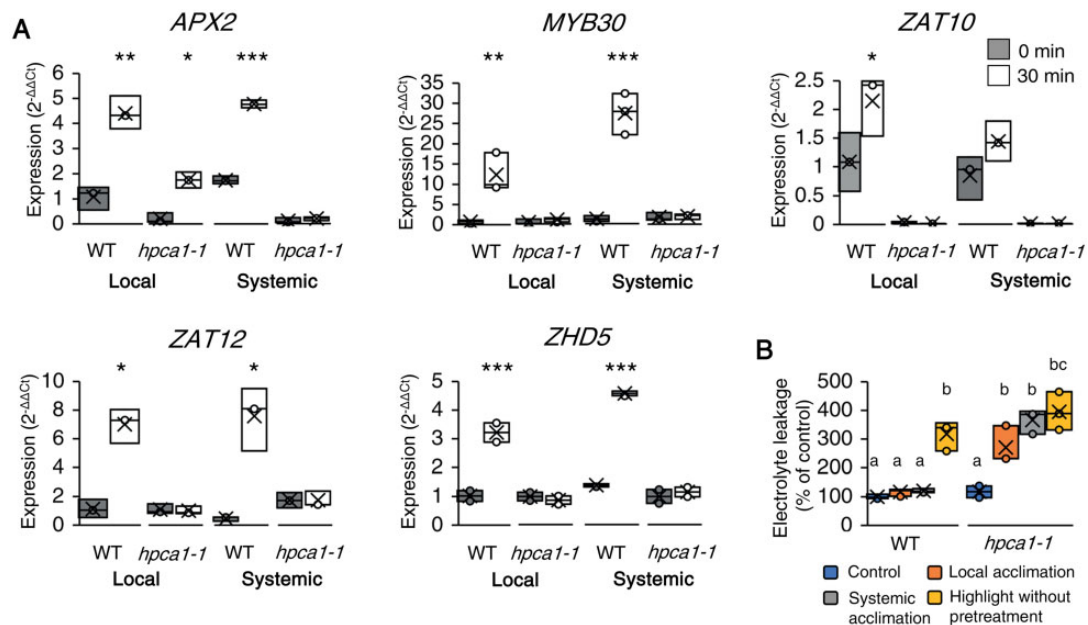 A
APX2
MYB30
ZAT10
0 min
30 min
** * ***
** ***
*
Expression (2-ΔΔCt)
6
5
4
3
2
1
0
WT hpca1-1 WT hpca1-1
Local Systemic
Expression (2-ΔΔCt)
35
30
25
20
15
10
5
0
WT hpca1-1 WT hpca1-1
Local Systemic
Expression (2-ΔΔCt)
2.5
2
1.5
1
0.5
0
WT hpca1-1 WT hpca1-1
Local Systemic
ZAT12
* *
Expression (2-ΔΔCt)
10
8
6
4
2
0
WT hpca1-1 WT hpca1-1
Local Systemic
ZHD5
*** ***
Expression (2-ΔΔCt)
5
4
3
2
1
0
WT hpca1-1 WT hpca1-1
Local Systemic
B
Electrolyte leakage
(% of control)
500
400
300
200
100
0
a a a b a b b bc
WT hpca1-1
Control
Local acclimation
Systemic
acclimation
Highlight without
pretreatment